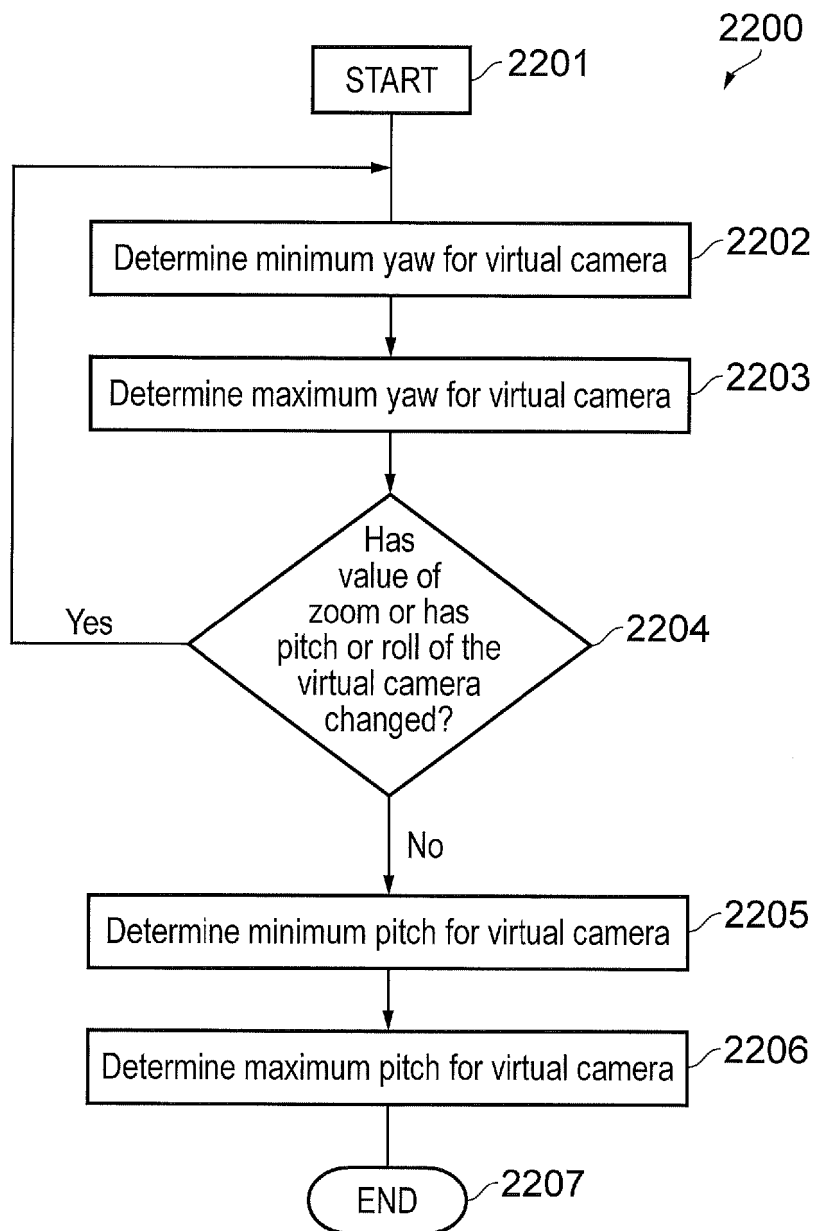 2200
START
2201
Determine minimum yaw for virtual camera
2202
Determine maximum yaw for virtual camera
2203
Has
value of
zoom or has
pitch or roll of the
virtual camera
changed?
2204
Yes
No
Determine minimum pitch for virtual camera
2205
Determine maximum pitch for virtual camera
2206
END
2207